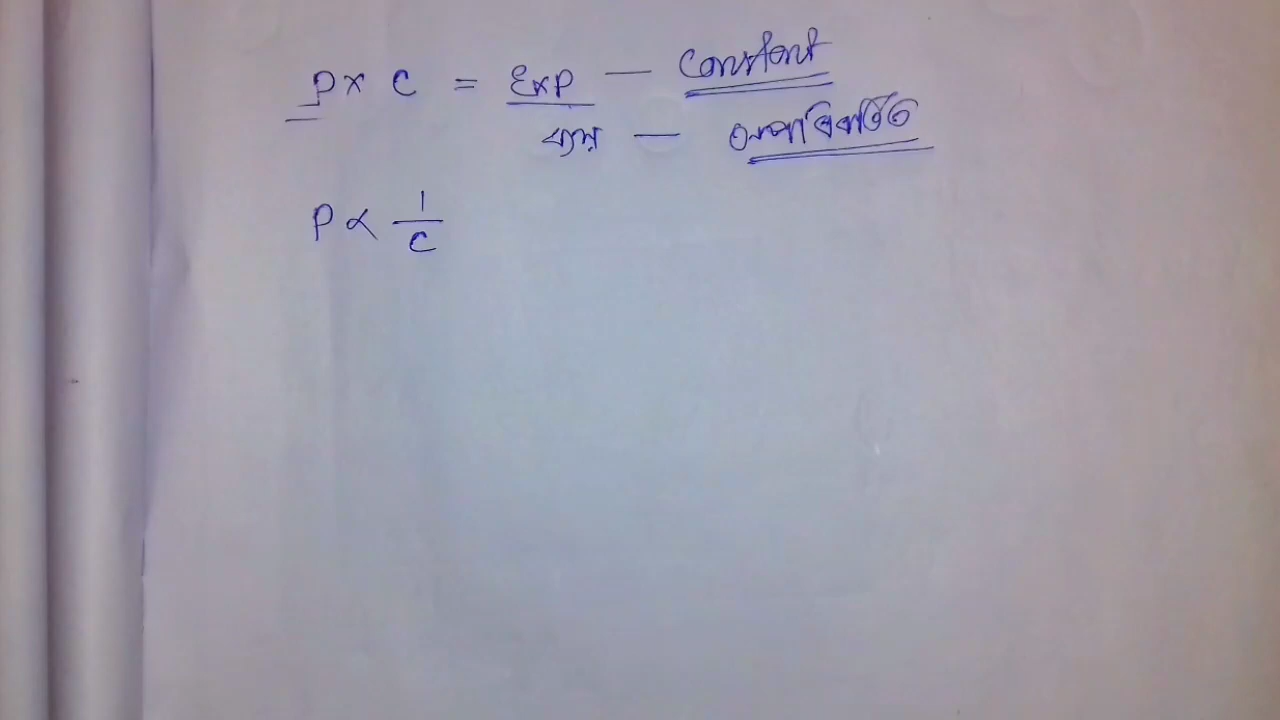 P × C = Exp — Constant
ব্যয় — অপরিবর্তিত
P ∝ 1/C